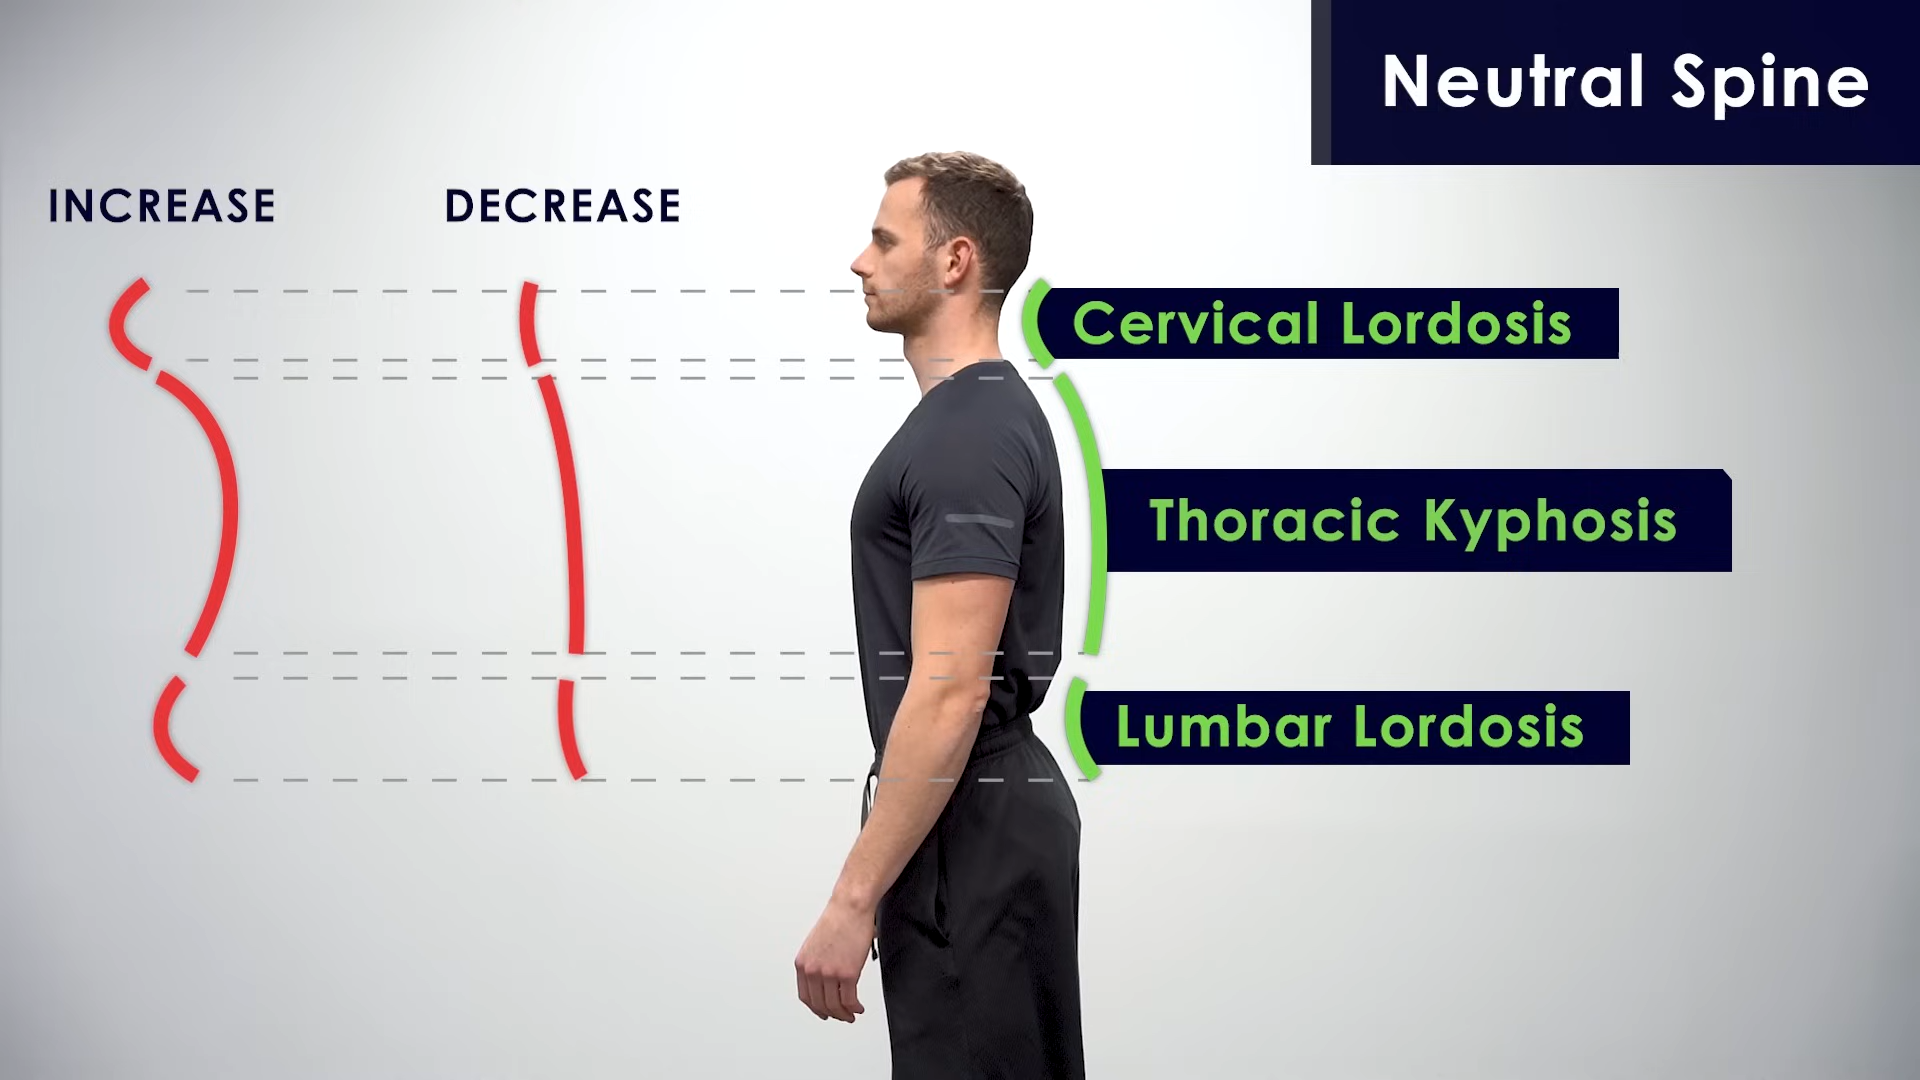 Neutral Spine
INCREASE
DECREASE
Cervical Lordosis
Thoracic Kyphosis
Lumbar Lordosis